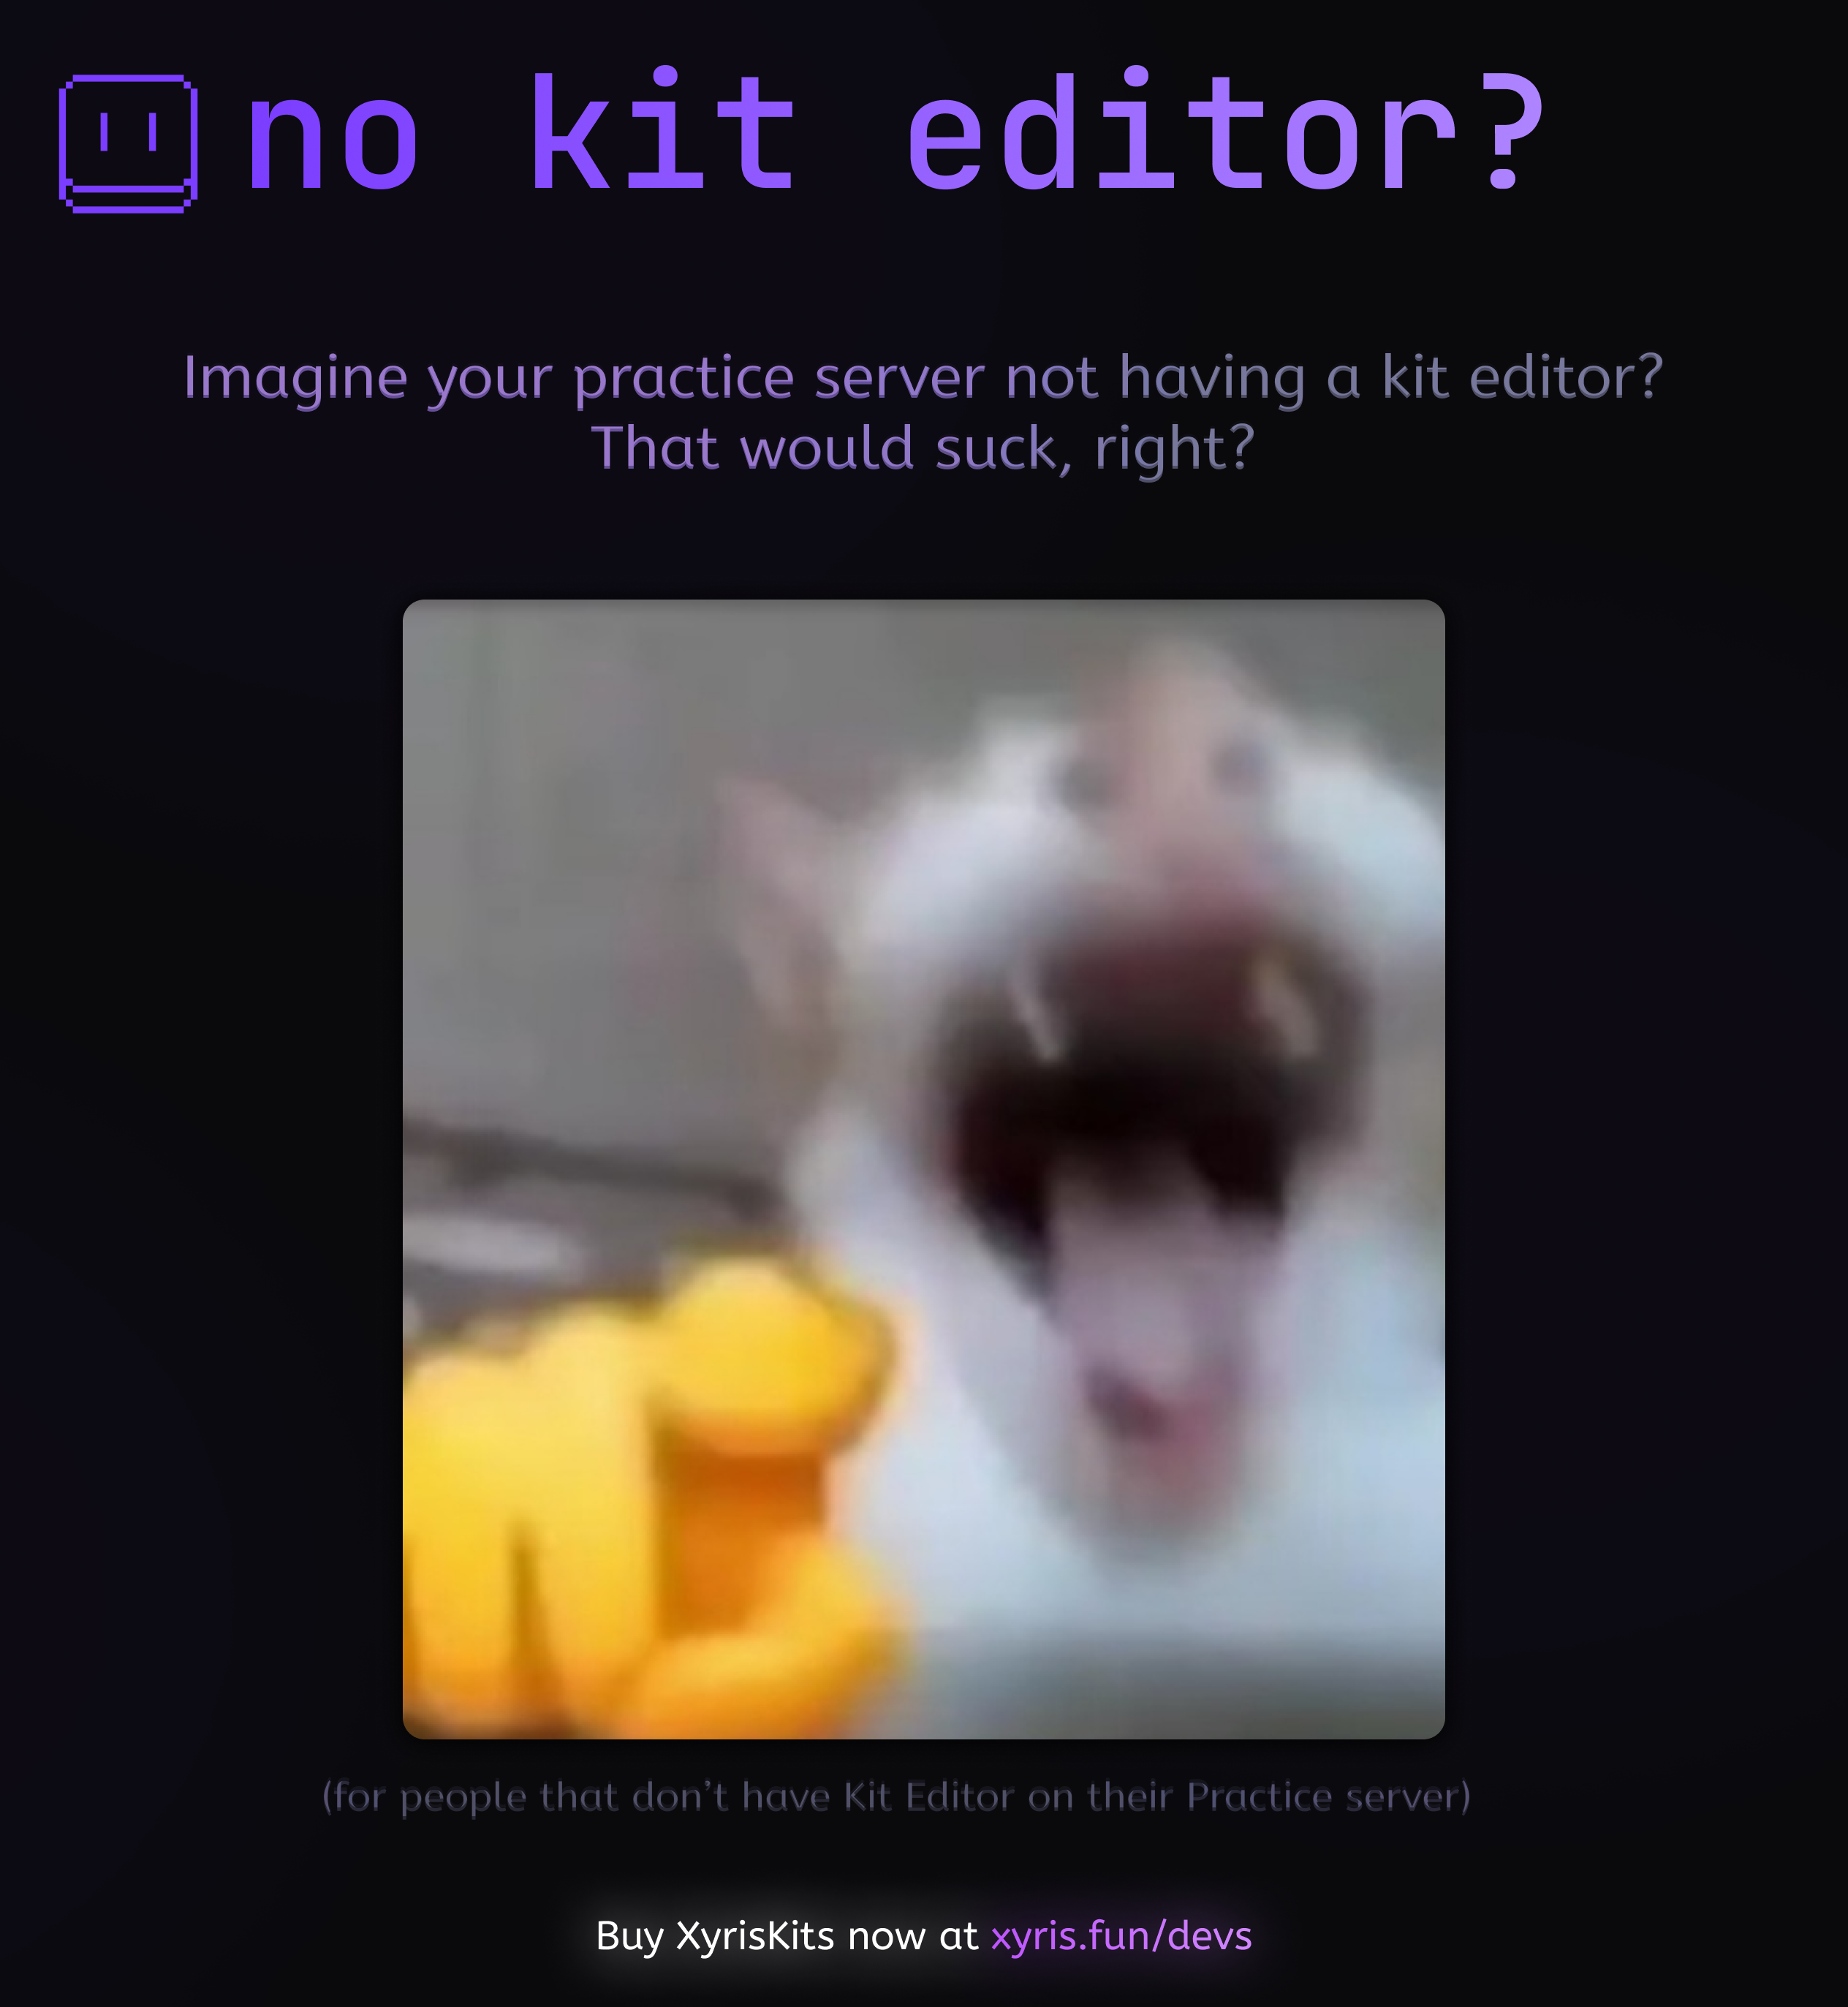 no kit editor?
Imagine your practice server not having a kit editor?
That would suck, right?
(for people that don’t have Kit Editor on their Practice server)
Buy XyrisKits now at xyris.fun/devs